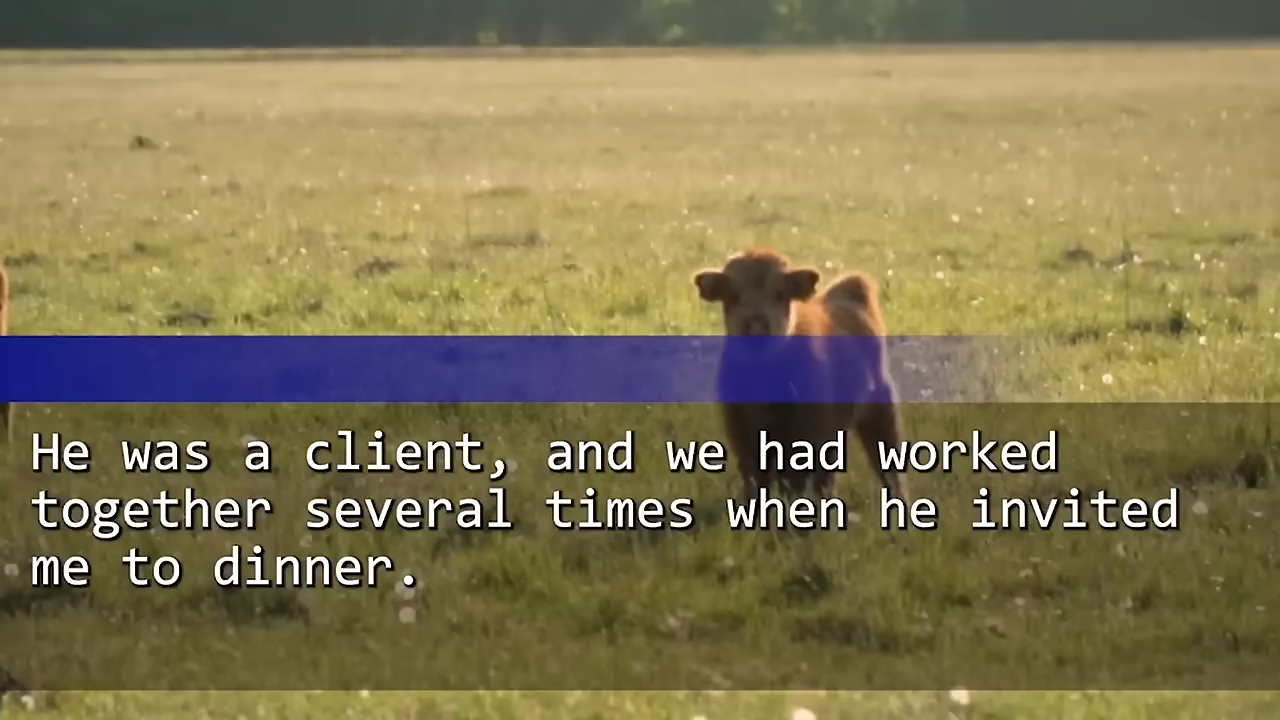 He was a client, and we had worked
together several times when he invited
me to dinner.